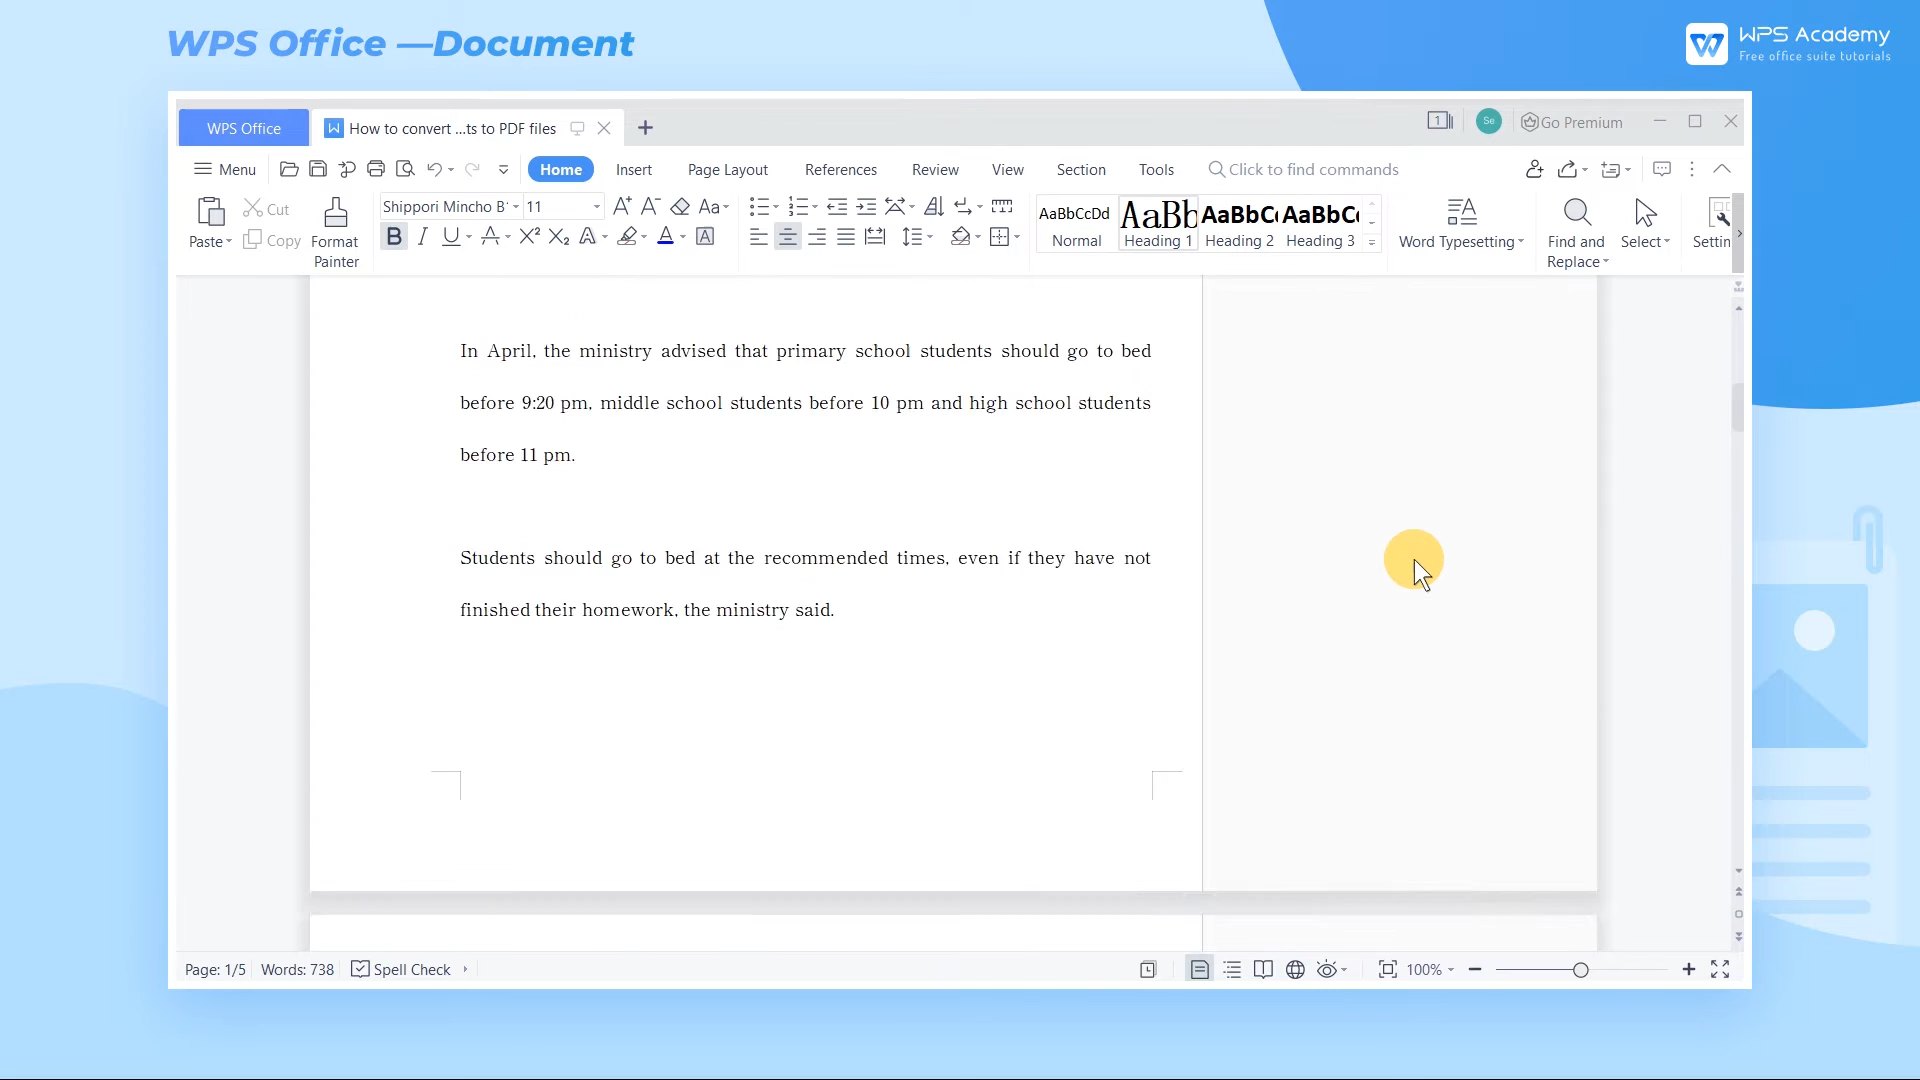 WPS Office —Document
WPS Academy
Free office suite tutorials
WPS Office
How to convert ...ts to PDF files
Se
Go Premium
Menu
Home
Insert
Page Layout
References
Review
View
Section
Tools
Click to find commands
Paste
Cut
Copy
Format
Painter
Shippori Mincho B
11
AaBbCcDd
Normal
AaBb
Heading 1
AaBbC
Heading 2
AaBbC
Heading 3
Word Typesetting
Find and
Replace
Select
Settin
In April, the ministry advised that primary school students should go to bed
before 9:20 pm, middle school students before 10 pm and high school students
before 11 pm.
Students should go to bed at the recommended times, even if they have not
finished their homework, the ministry said.
Page: 1/5
Words: 738
Spell Check
100%